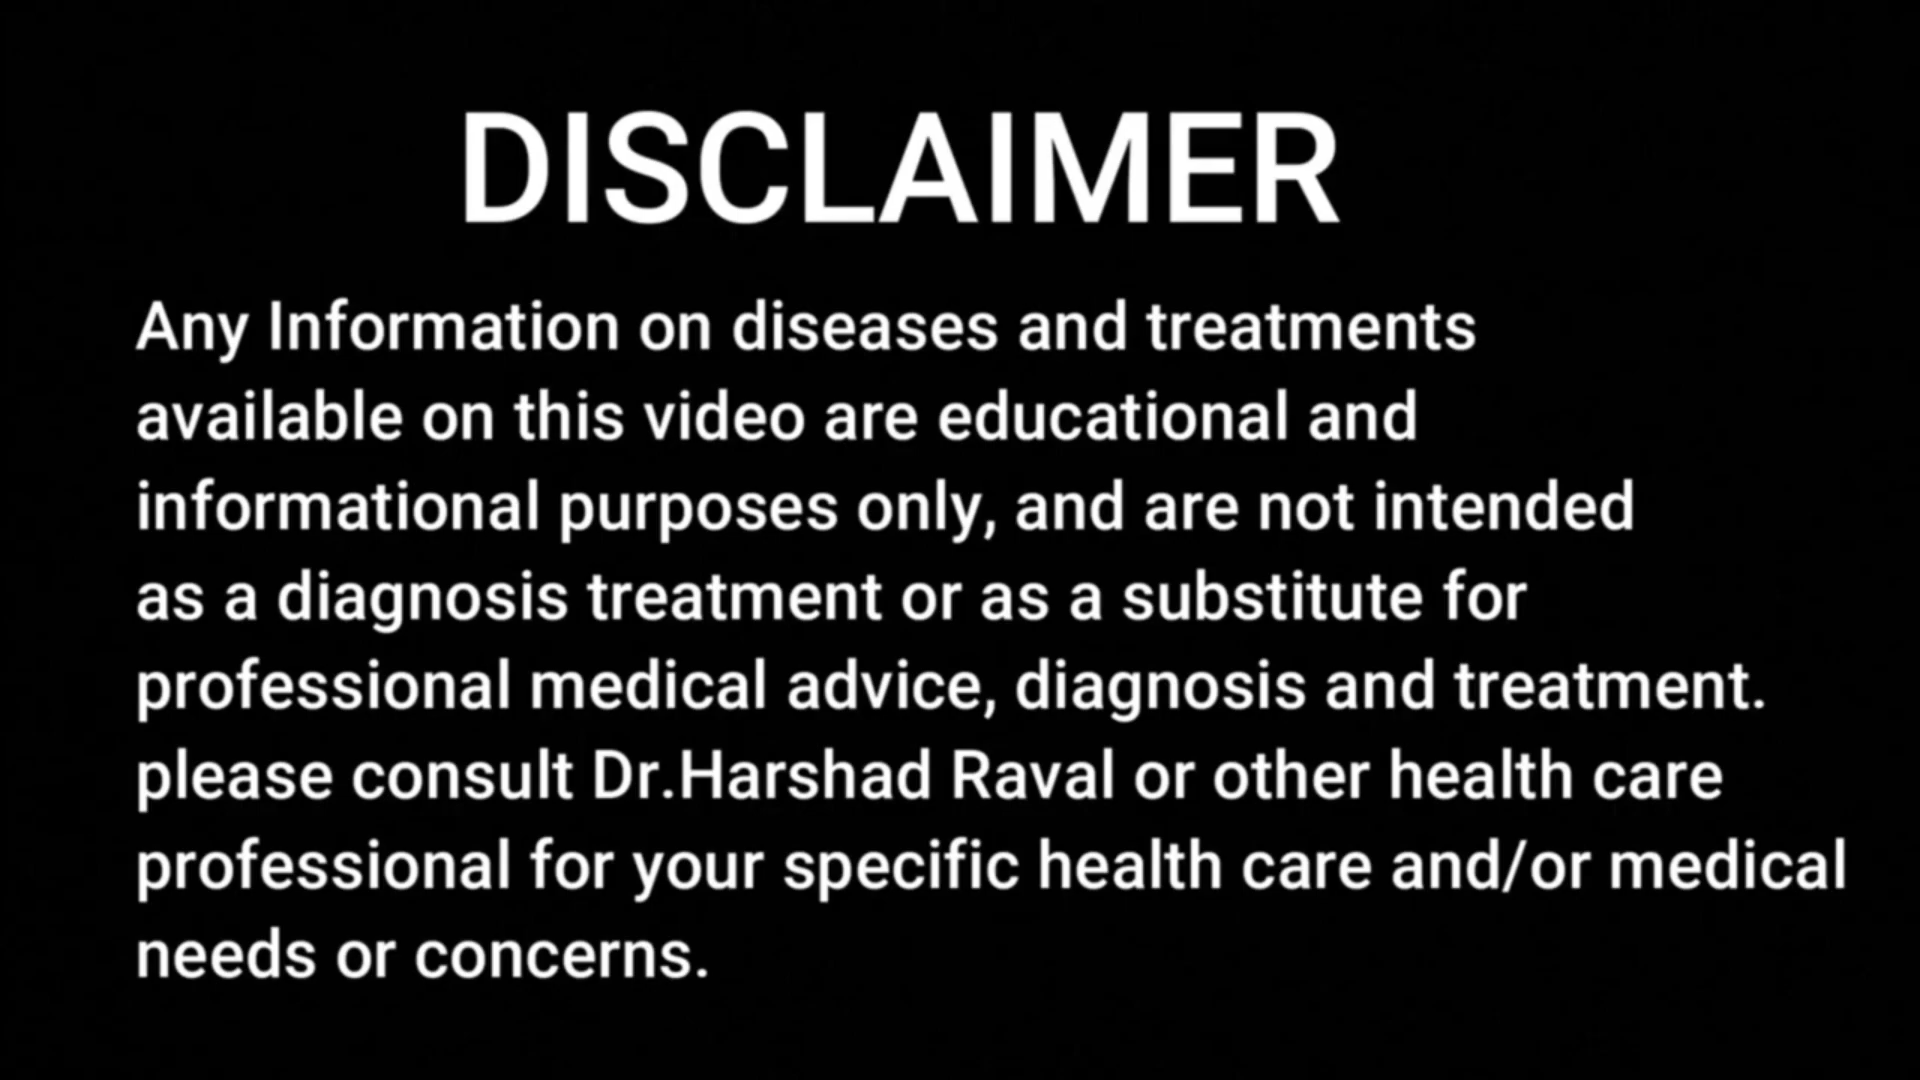 DISCLAIMER
Any Information on diseases and treatments
available on this video are educational and
informational purposes only, and are not intended
as a diagnosis treatment or as a substitute for
professional medical advice, diagnosis and treatment.
please consult Dr.Harshad Raval or other health care
professional for your specific health care and/or medical
needs or concerns.